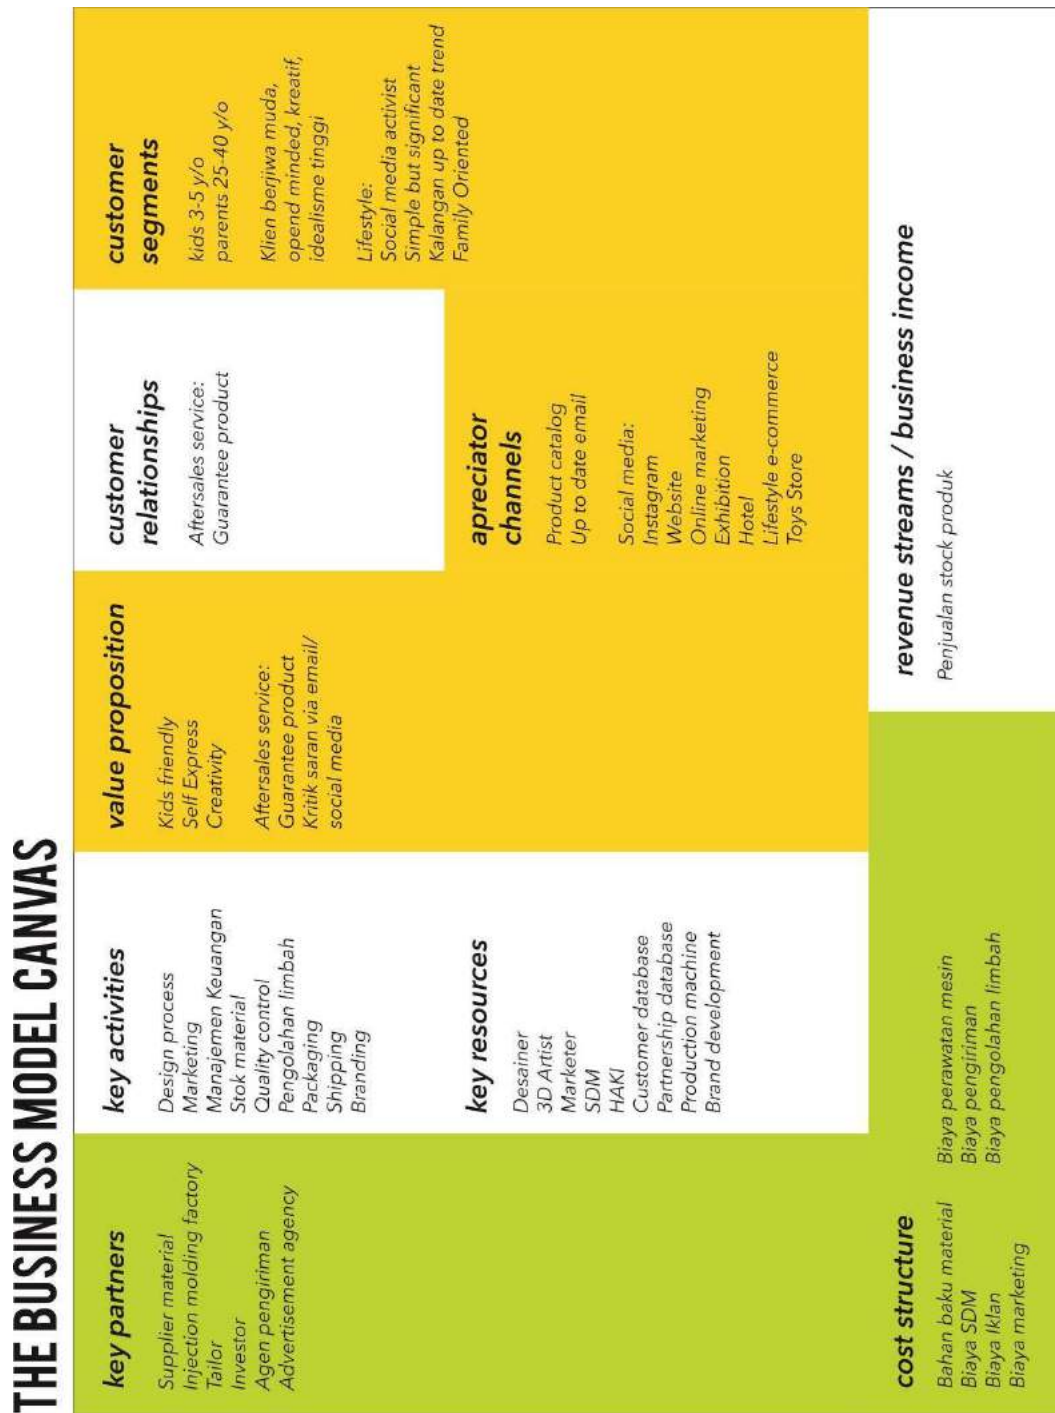 THE BUSINESS MODEL CANVAS
key partners
Supplier material
Injection molding factory
Tailor
Investor
Agen pengiriman
Advertisement agency
key activities
Design process
Marketing
Manajemen Keuangan
Stok material
Quality control
Pengolahan limbah
Packaging
Shipping
Branding
key resources
Desainer
3D Artist
Marketer
SDM
HAKI
Customer database
Partnership database
Production machine
Brand development
value proposition
Kids friendly
Self Express
Creativity
Aftersales service:
Guarantee product
Kritik saran via email/
social media
customer
relationships
Aftersales service:
Guarantee product
apreciator
channels
Product catalog
Up to date email
Social media:
Instagram
Website
Online marketing
Exhibition
Hotel
Lifestyle e-commerce
Toys Store
customer
segments
kids 3-5 y/o
parents 25-40 y/o
Klien berjiwa muda,
opend minded, kreatif,
idealisme tinggi
Lifestyle:
Social media activist
Simple but significant
Kalangan up to date trend
Family Oriented
cost structure
Bahan baku material
Biaya SDM
Biaya Iklan
Biaya marketing
Biaya perawatan mesin
Biaya pengiriman
Biaya pengolahan limbah
revenue streams / business income
Penjualan stock produk